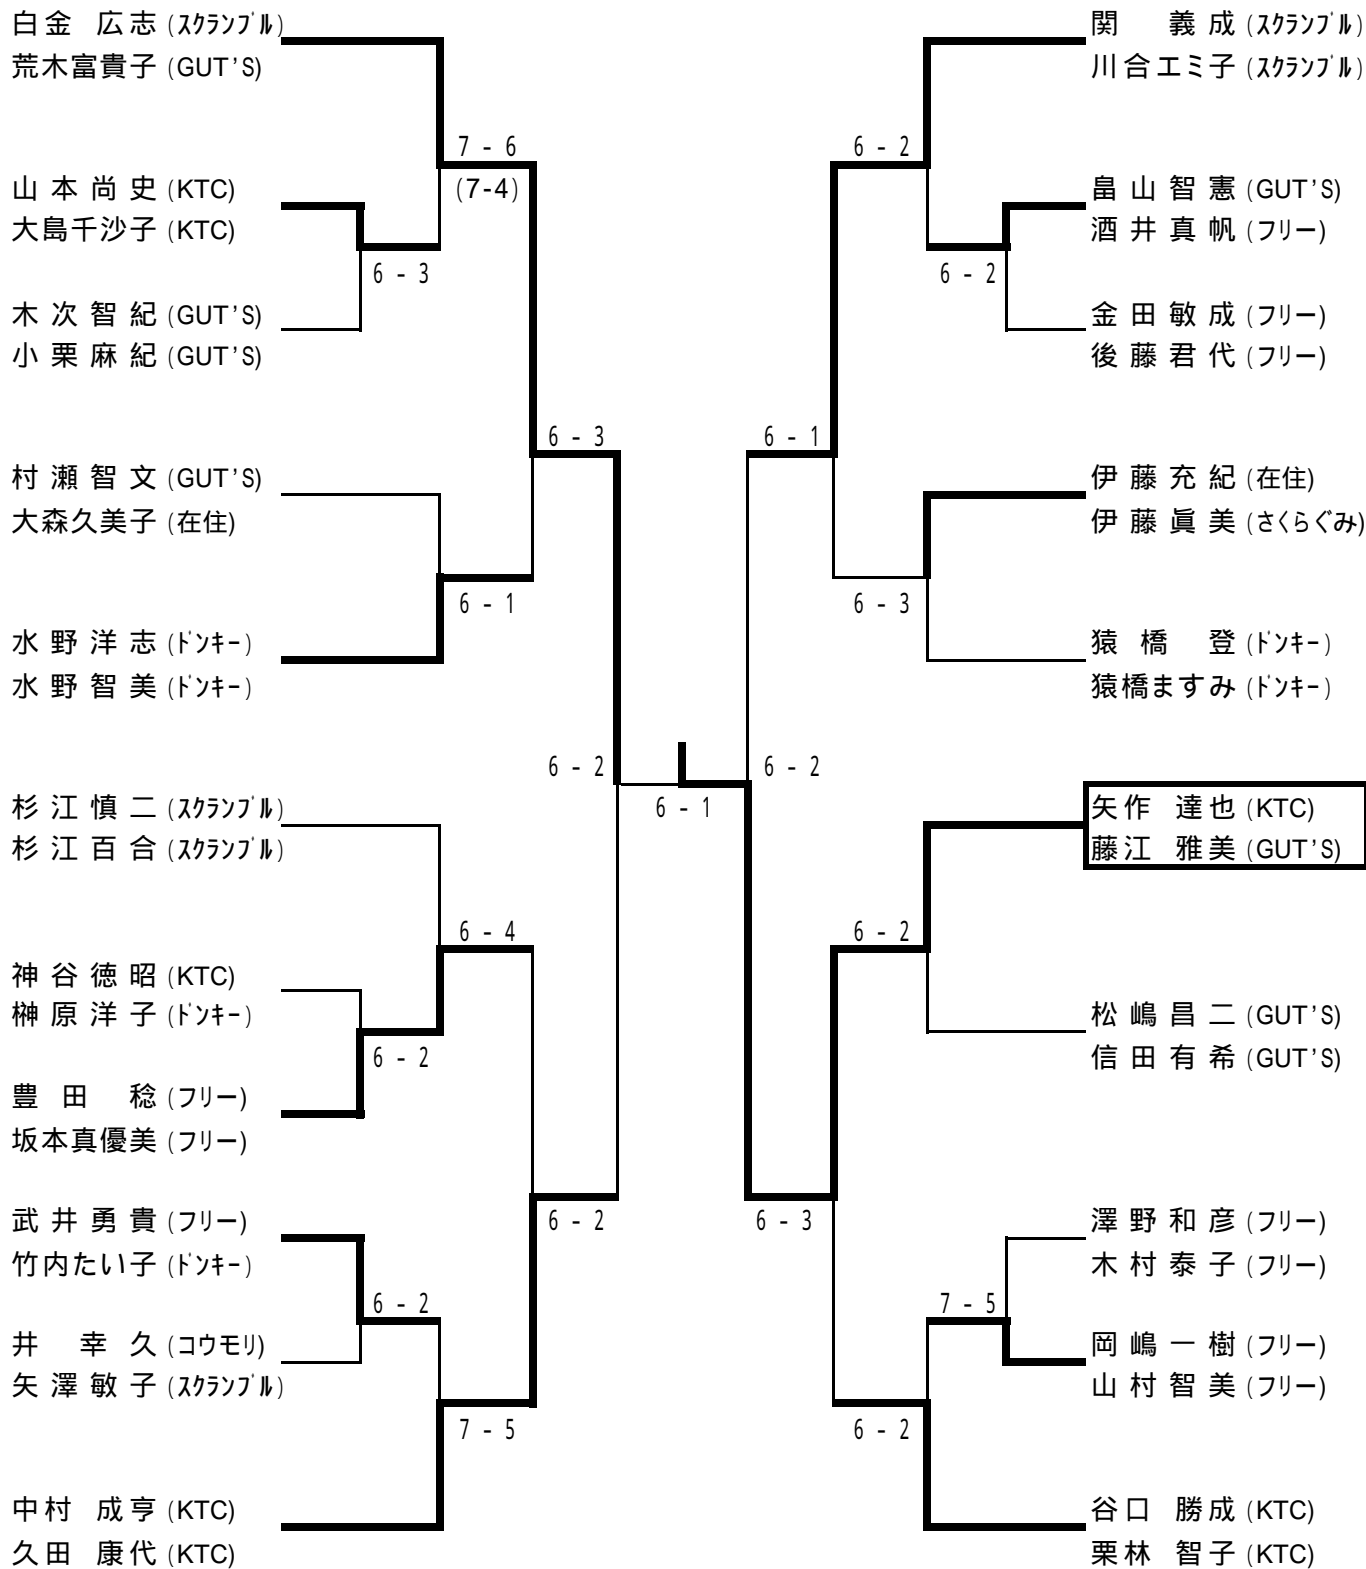 白金 広志 (スクランブル)
荒木富貴子 (GUT'S)
7 - 6
(7-4)
山本尚史 (KTC)
大島千沙子 (KTC)
6 - 3
木次智紀 (GUT'S)
小栗麻紀 (GUT'S)
6 - 3
村瀬智文 (GUT'S)
大森久美子 (在住)
6 - 1
水野洋志 (ドンキー)
水野智美 (ドンキー)
6 - 2
杉江慎二 (スクランブル)
杉江百合 (スクランブル)
6 - 4
神谷徳昭 (KTC)
榊原洋子 (ドンキー)
6 - 2
豊田 稔 (フリー)
坂本真優美 (フリー)
武井勇貴 (フリー)
6 - 2
竹内たい子 (ドンキー)
6 - 2
井 幸久 (コウモリ)
矢澤敏子 (スクランブル)
7 - 5
中村 成亨 (KTC)
久田 康代 (KTC)
6 - 1
関 義成 (スクランブル)
川合エミ子 (スクランブル)
6 - 2
畠山智憲 (GUT'S)
酒井真帆 (フリー)
6 - 2
金田敏成 (フリー)
後藤君代 (フリー)
6 - 1
伊藤充紀 (在住)
伊藤眞美 (さくらぐみ)
6 - 3
猿橋 登 (ドンキー)
猿橋ますみ (ドンキー)
6 - 2
矢作 達也 (KTC)
藤江 雅美 (GUT'S)
6 - 2
松嶋昌二 (GUT'S)
信田有希 (GUT'S)
6 - 3
澤野和彦 (フリー)
木村泰子 (フリー)
7 - 5
岡嶋一樹 (フリー)
山村智美 (フリー)
6 - 2
谷口 勝成 (KTC)
栗林 智子 (KTC)